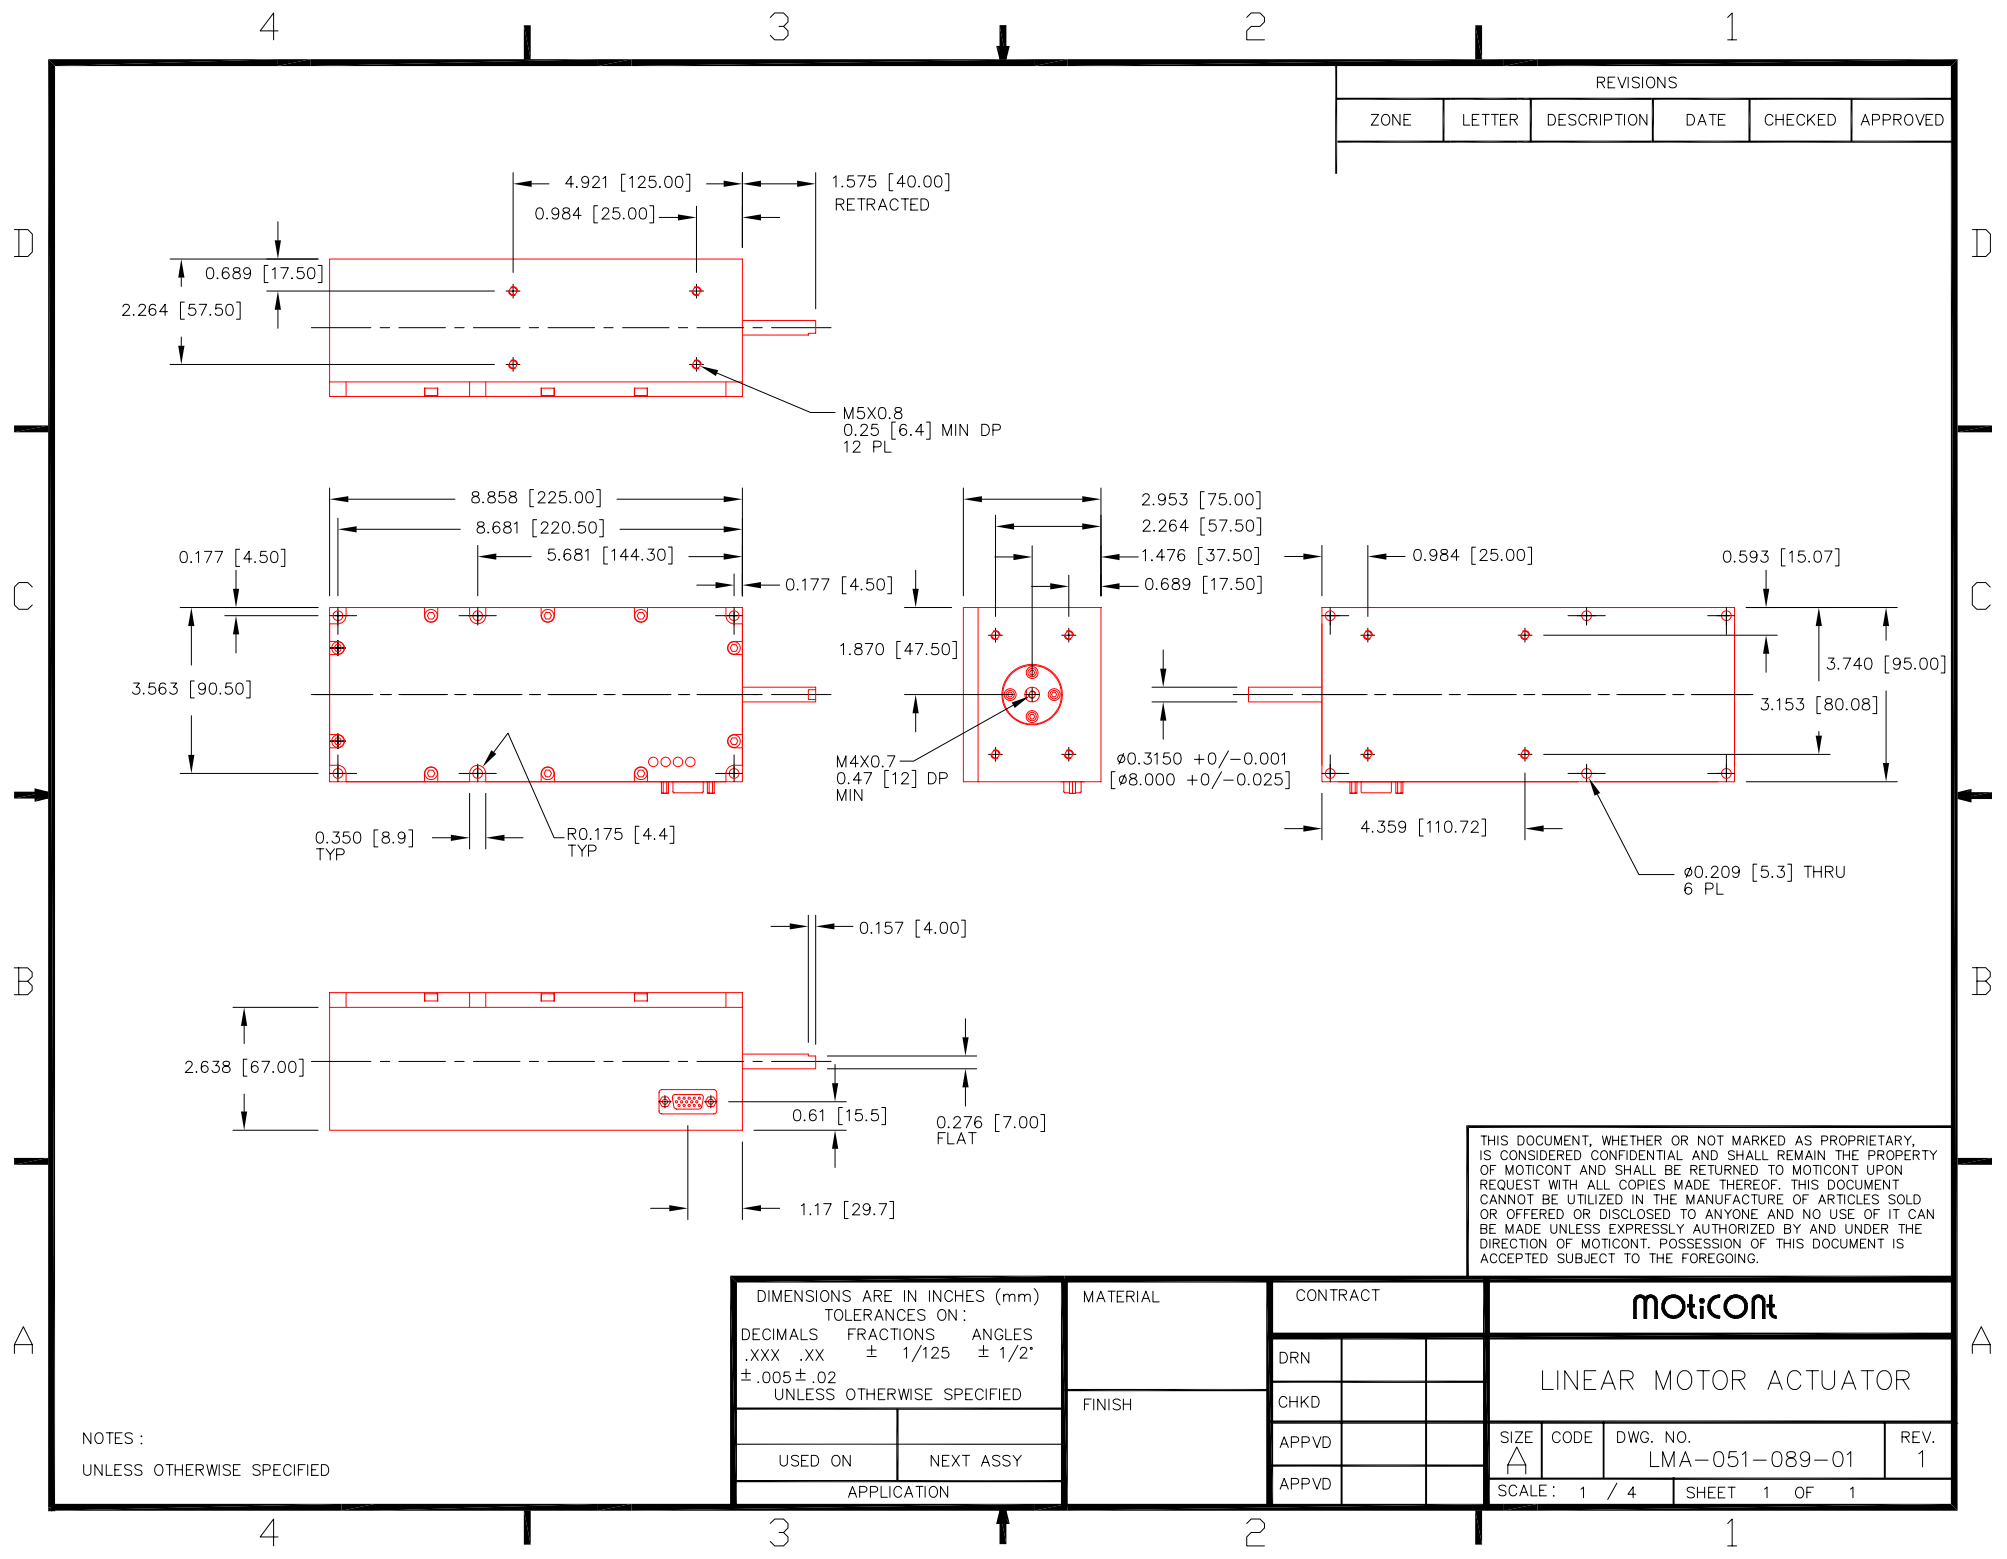 4 3 2 1
REVISIONS
ZONE LETTER DESCRIPTION DATE CHECKED APPROVED
D D
4.921 [125.00]
1.575 [40.00]
RETRACTED
0.984 [25.00]
0.689 [17.50]
2.264 [57.50]
M5X0.8
0.25 [6.4] MIN DP
12 PL
C C
8.858 [225.00]
8.681 [220.50]
5.681 [144.30]
0.177 [4.50]
0.177 [4.50]
3.563 [90.50]
0.350 [8.9]
TYP
R0.175 [4.4]
TYP
2.953 [75.00]
2.264 [57.50]
1.476 [37.50]
0.689 [17.50]
1.870 [47.50]
M4X0.7
0.47 [12] DP
MIN
ø0.3150 +0/-0.001
[ø8.000 +0/-0.025]
0.984 [25.00]
0.593 [15.07]
3.740 [95.00]
3.153 [80.08]
4.359 [110.72]
ø0.209 [5.3] THRU
6 PL
B B
0.157 [4.00]
2.638 [67.00]
0.61 [15.5]
0.276 [7.00]
FLAT
1.17 [29.7]
THIS DOCUMENT, WHETHER OR NOT MARKED AS PROPRIETARY,
IS CONSIDERED CONFIDENTIAL AND SHALL REMAIN THE PROPERTY
OF MOTICONT AND SHALL BE RETURNED TO MOTICONT UPON
REQUEST WITH ALL COPIES MADE THEREOF. THIS DOCUMENT
CANNOT BE UTILIZED IN THE MANUFACTURE OF ARTICLES SOLD
OR OFFERED OR DISCLOSED TO ANYONE AND NO USE OF IT CAN
BE MADE UNLESS EXPRESSLY AUTHORIZED BY AND UNDER THE
DIRECTION OF MOTICONT. POSSESSION OF THIS DOCUMENT IS
ACCEPTED SUBJECT TO THE FOREGOING.
A A
NOTES:
UNLESS OTHERWISE SPECIFIED
DIMENSIONS ARE IN INCHES (mm)
TOLERANCES ON:
DECIMALS FRACTIONS ANGLES
.XXX .XX ± 1/125 ± 1/2°
±.005 ±.02
UNLESS OTHERWISE SPECIFIED
USED ON NEXT ASSY
APPLICATION
MATERIAL
FINISH
CONTRACT
DRN
CHKD
APPVD
APPVD
MOtiCONt
LINEAR MOTOR ACTUATOR
SIZE CODE DWG. NO. REV.
A LMA-051-089-01 1
SCALE: 1 / 4 SHEET 1 OF 1
4 3 2 1